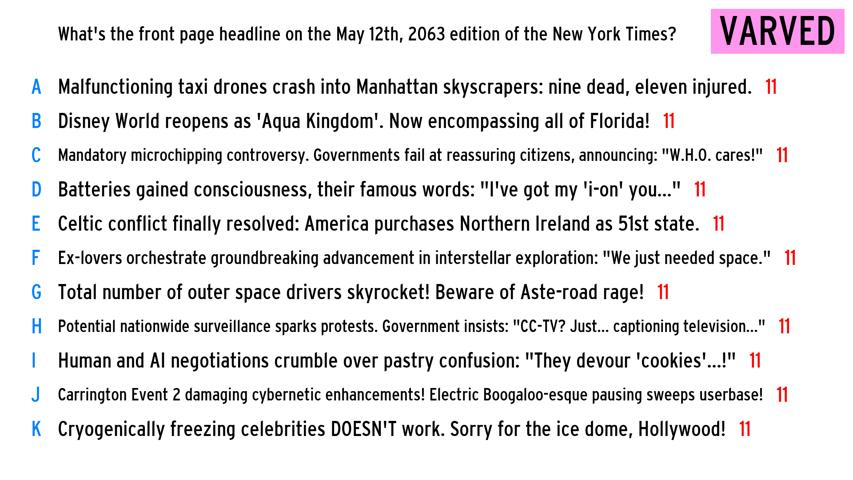 What's the front page headline on the May 12th, 2063 edition of the New York Times? VARVED
A Malfunctioning taxi drones crash into Manhattan skyscrapers: nine dead, eleven injured. 11
B Disney World reopens as 'Aqua Kingdom'. Now encompassing all of Florida! 11
C Mandatory microchipping controversy. Governments fail at reassuring citizens, announcing: "W.H.O. cares!" 11
D Batteries gained consciousness, their famous words: "I've got my 'i-on' you..." 11
E Celtic conflict finally resolved: America purchases Northern Ireland as 51st state. 11
F Ex-lovers orchestrate groundbreaking advancement in interstellar exploration: "We just needed space." 11
G Total number of outer space drivers skyrocket! Beware of Aste-road rage! 11
H Potential nationwide surveillance sparks protests. Government insists: "CC-TV? Just... captioning television..." 11
I Human and AI negotiations crumble over pastry confusion: "They devour 'cookies'...!" 11
J Carrington Event 2 damaging cybernetic enhancements! Electric Boogaloo-esque pausing sweeps userbase! 11
K Cryogenically freezing celebrities DOESN'T work. Sorry for the ice dome, Hollywood! 11